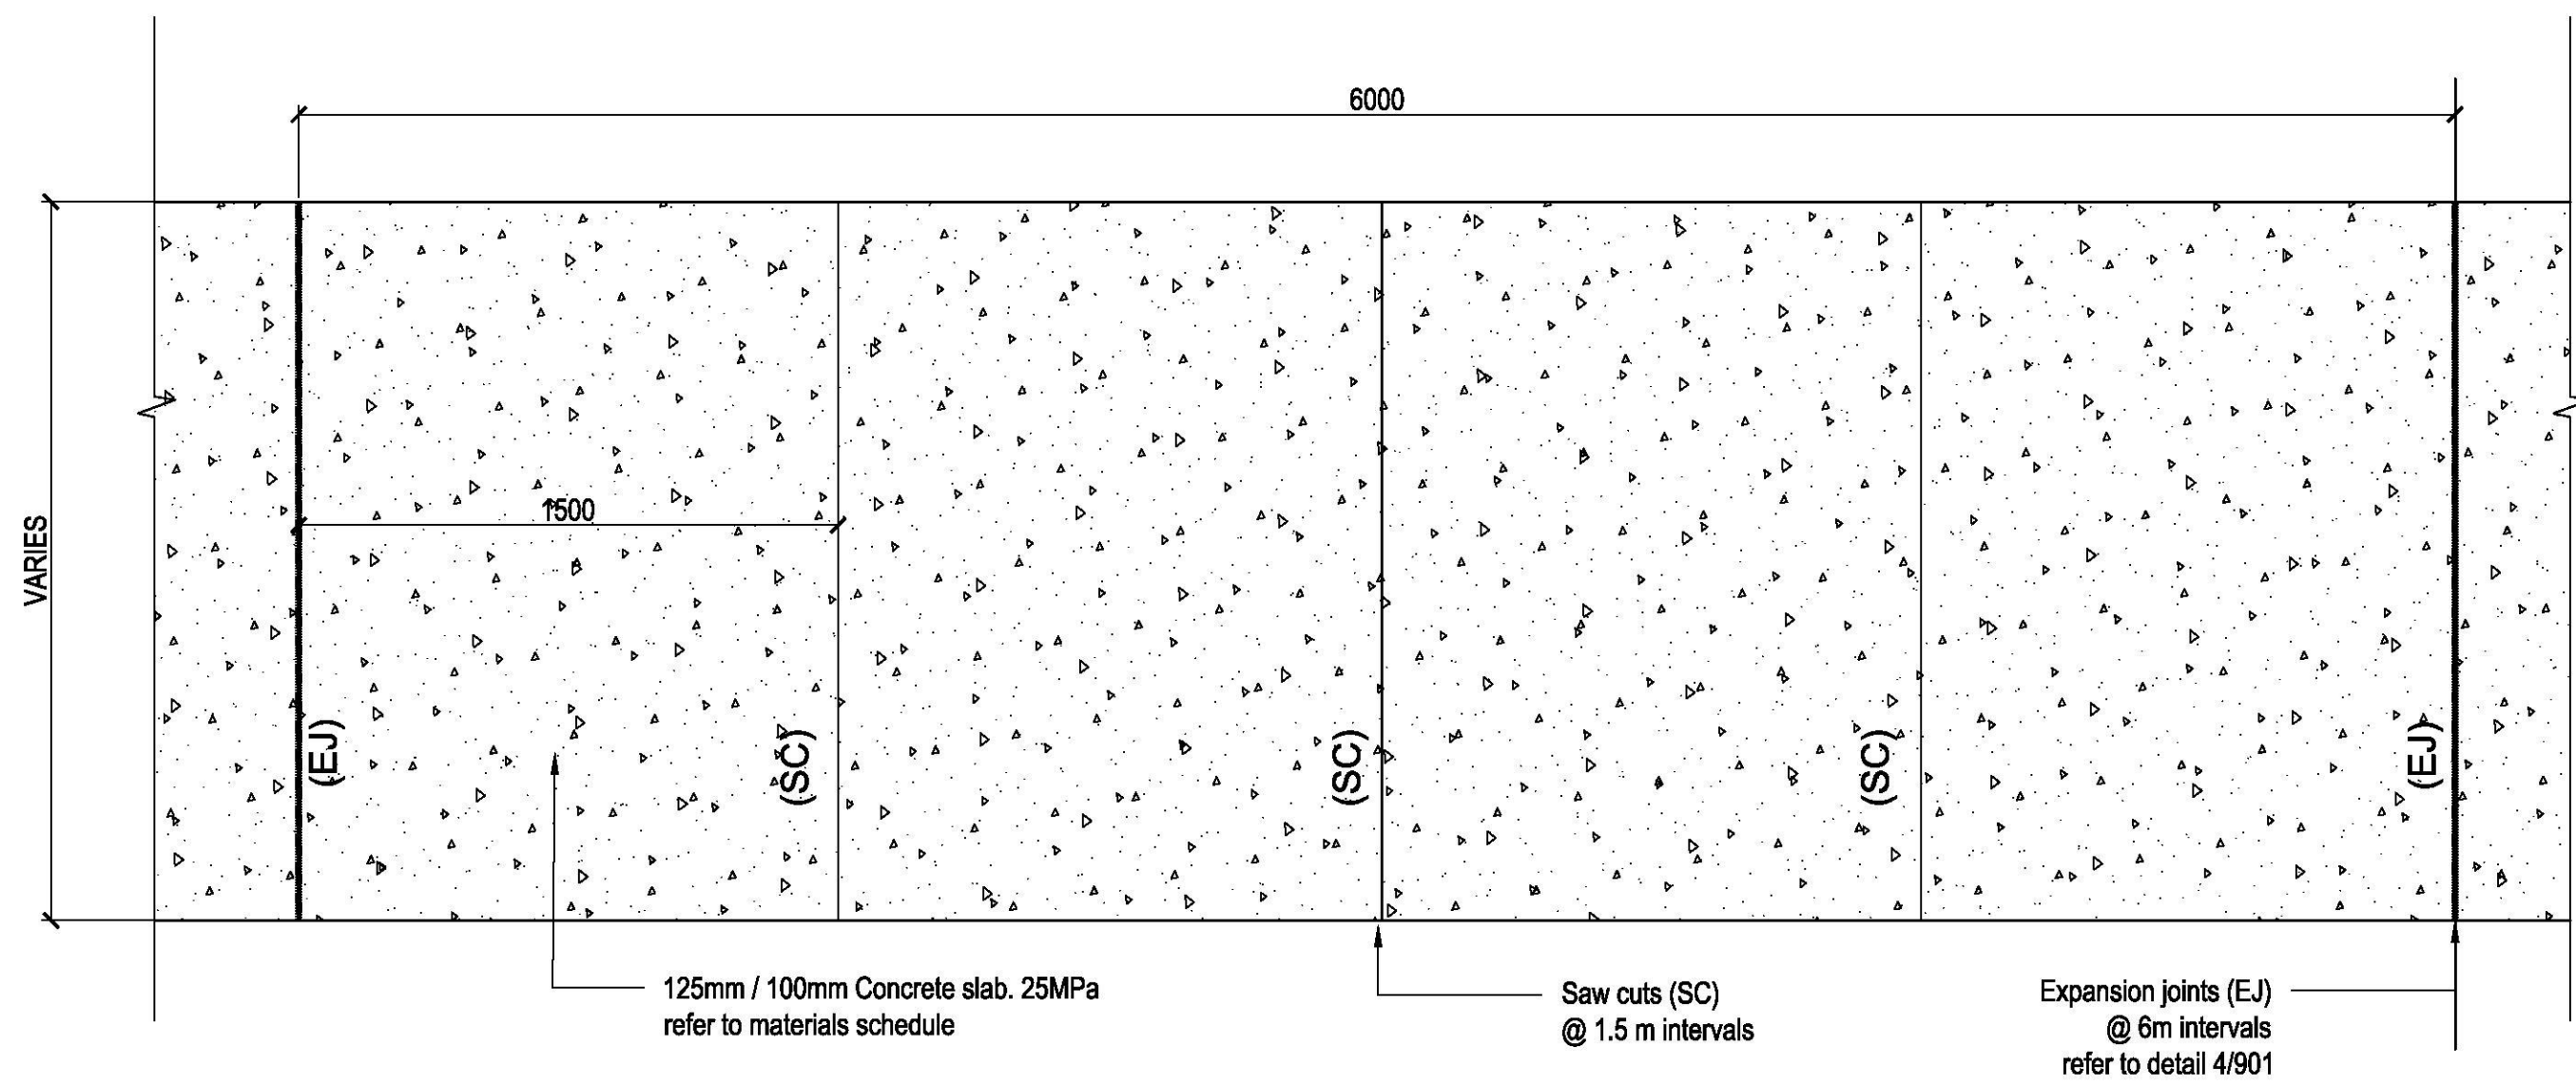 6000
VARIES
1500
(EJ)
(SC)
(SC)
(SC)
(EJ)
125mm / 100mm Concrete slab. 25MPa
refer to materials schedule
Saw cuts (SC)
@ 1.5 m intervals
Expansion joints (EJ)
@ 6m intervals
refer to detail 4/901